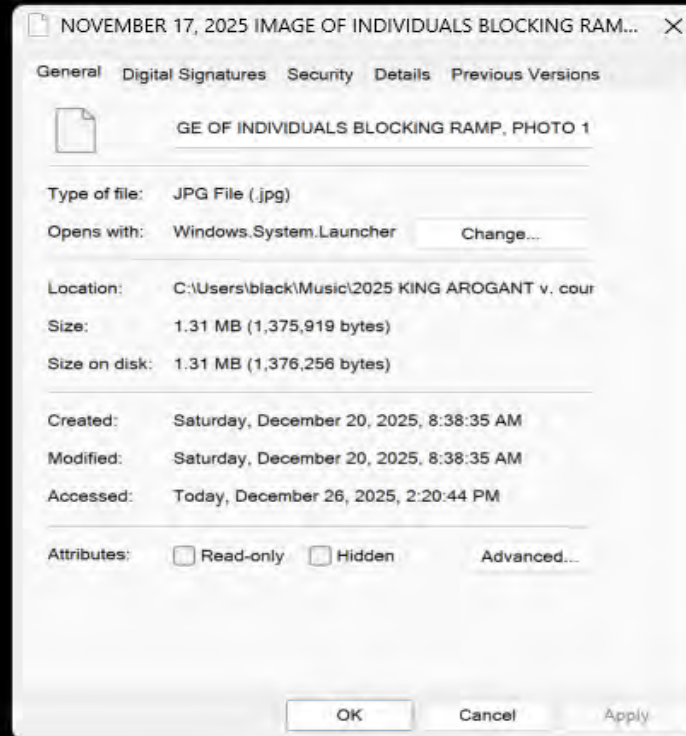 NOVEMBER 17, 2025 IMAGE OF INDIVIDUALS BLOCKING RAM...
General Digital Signatures Security Details Previous Versions
GE OF INDIVIDUALS BLOCKING RAMP, PHOTO 1
Type of file: JPG File (.jpg)
Opens with: Windows.System.Launcher Change...
Location: C:\Users\black\Music\2025 KING AROGANT v. cour
Size: 1.31 MB (1,375,919 bytes)
Size on disk: 1.31 MB (1,376,256 bytes)
Created: Saturday, December 20, 2025, 8:38:35 AM
Modified: Saturday, December 20, 2025, 8:38:35 AM
Accessed: Today, December 26, 2025, 2:20:44 PM
Attributes: Read-only Hidden Advanced...
OK Cancel Apply